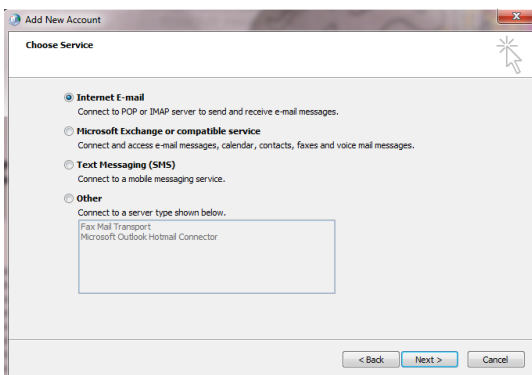 Add New Account
Choose Service
Internet E-mail
Connect to POP or IMAP server to send and receive e-mail messages.
Microsoft Exchange or compatible service
Connect and access e-mail messages, calendar, contacts, faxes and voice mail messages.
Text Messaging (SMS)
Connect to a mobile messaging service.
Other
Connect to a server type shown below.
Fax Mail Transport
Microsoft Outlook Hotmail Connector
< Back Next > Cancel